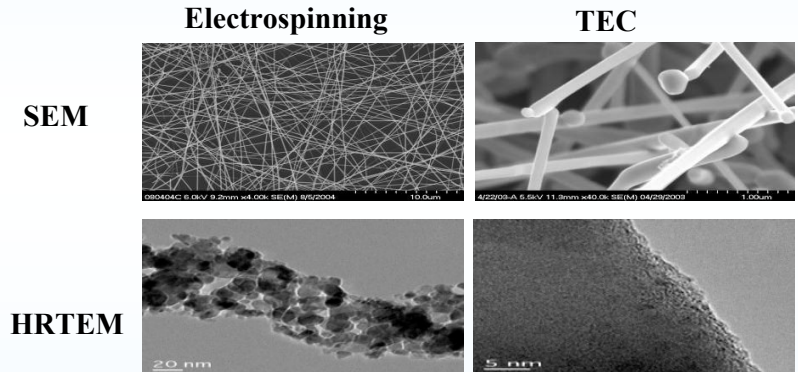 Electrospinning
TEC
SEM
080404C 6.0kV 9.2mm x4.00k SE(M) 8/5/2004
10.0um
4/22/03-A 5.5kV 11.3mm x40.0k SE(M) 04/29/2003
1.00um
HRTEM
20 nm
5 nm